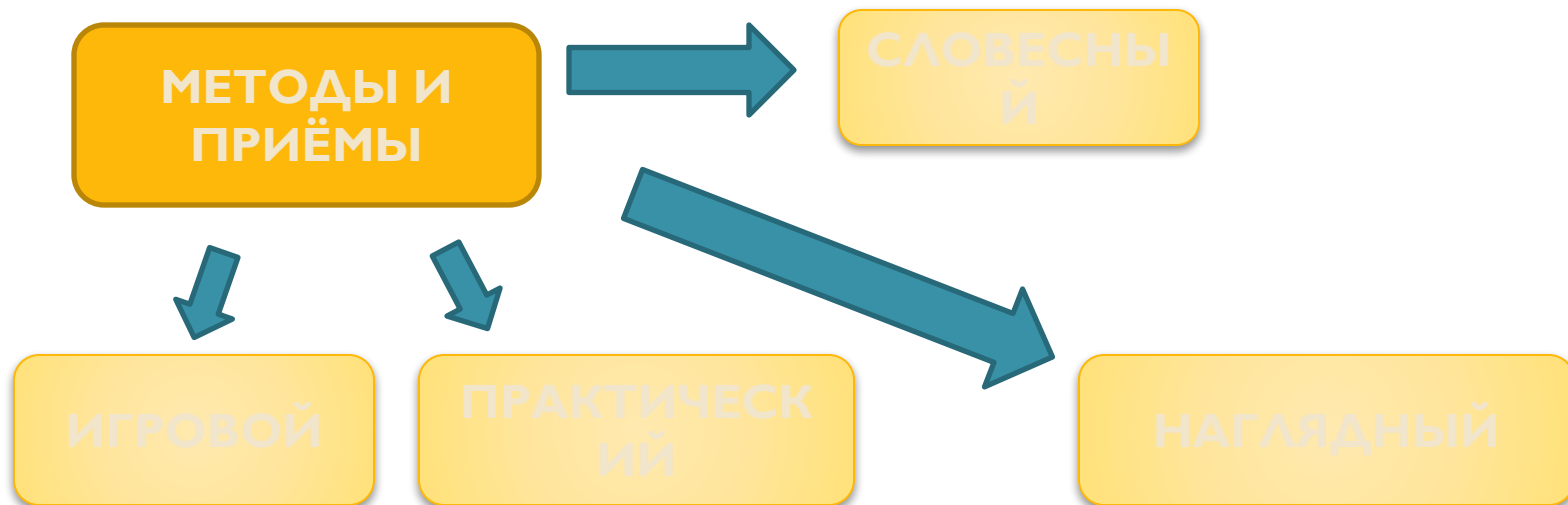 МЕТОДЫ И
ПРИЁМЫ
СЛОВЕСНЫ
Й
ИГРОВОЙ
ПРАКТИЧЕСК
ИЙ
НАГЛЯДНЫЙ